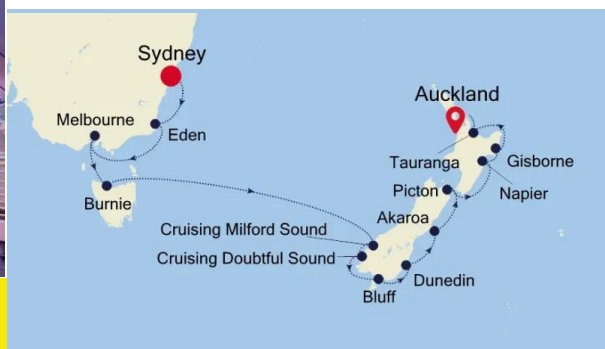 Sydney
Melbourne
Eden
Burnie
Auckland
Tauranga
Gisborne
Picton
Napier
Akaroa
Cruising Milford Sound
Cruising Doubtful Sound
Dunedin
Bluff